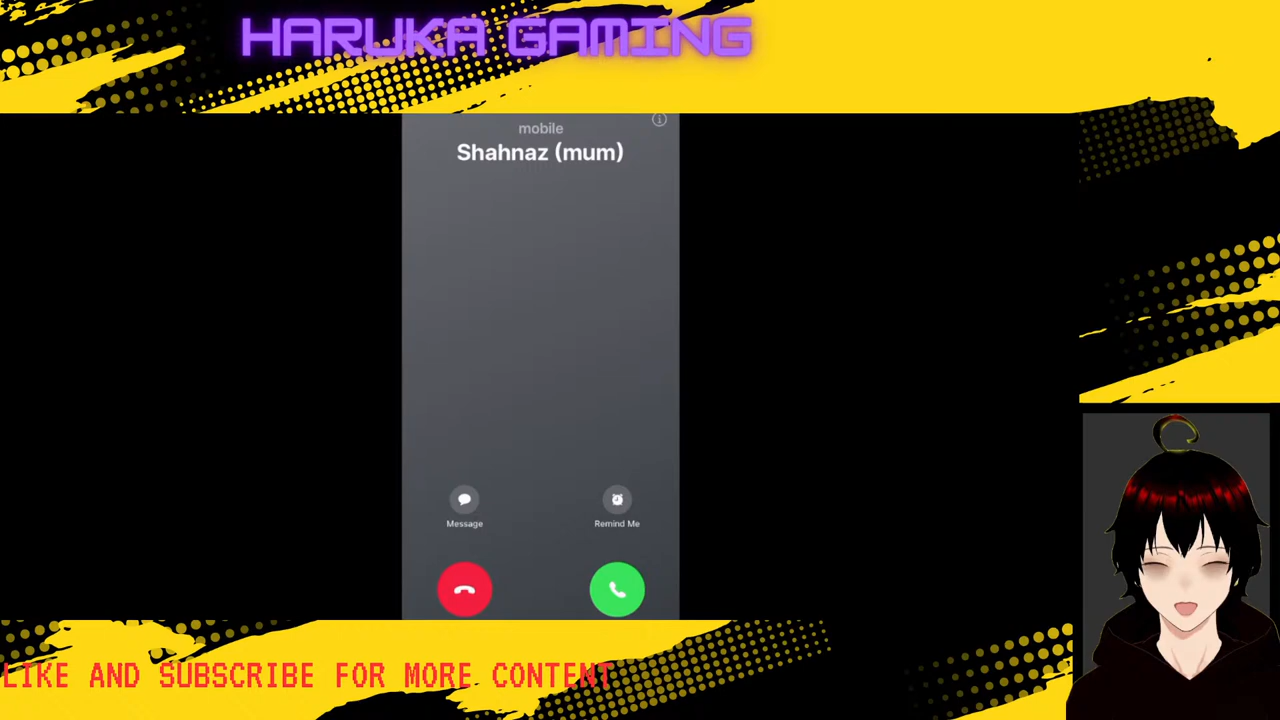 HARUKA GAMING
mobile
Shahnaz (mum)
Message
Remind Me
LIKE AND SUBSCRIBE FOR MORE CONTENT